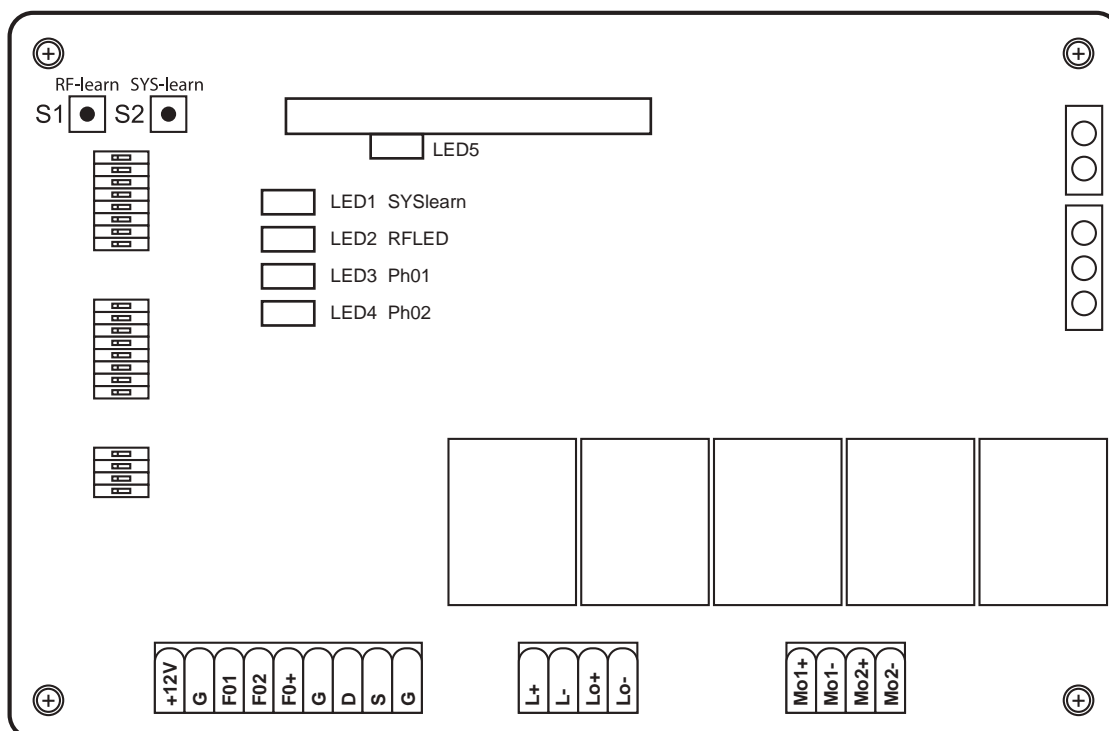 RF-learn SYS-learn
S1 S2
LED5
LED1 SYSlearn
LED2 RFLED
LED3 Ph01
LED4 Ph02
+12V G F01 F02 F0+ G D S G
L+ L- Lo+ Lo-
Mo1+ Mo1- Mo2+ Mo2-